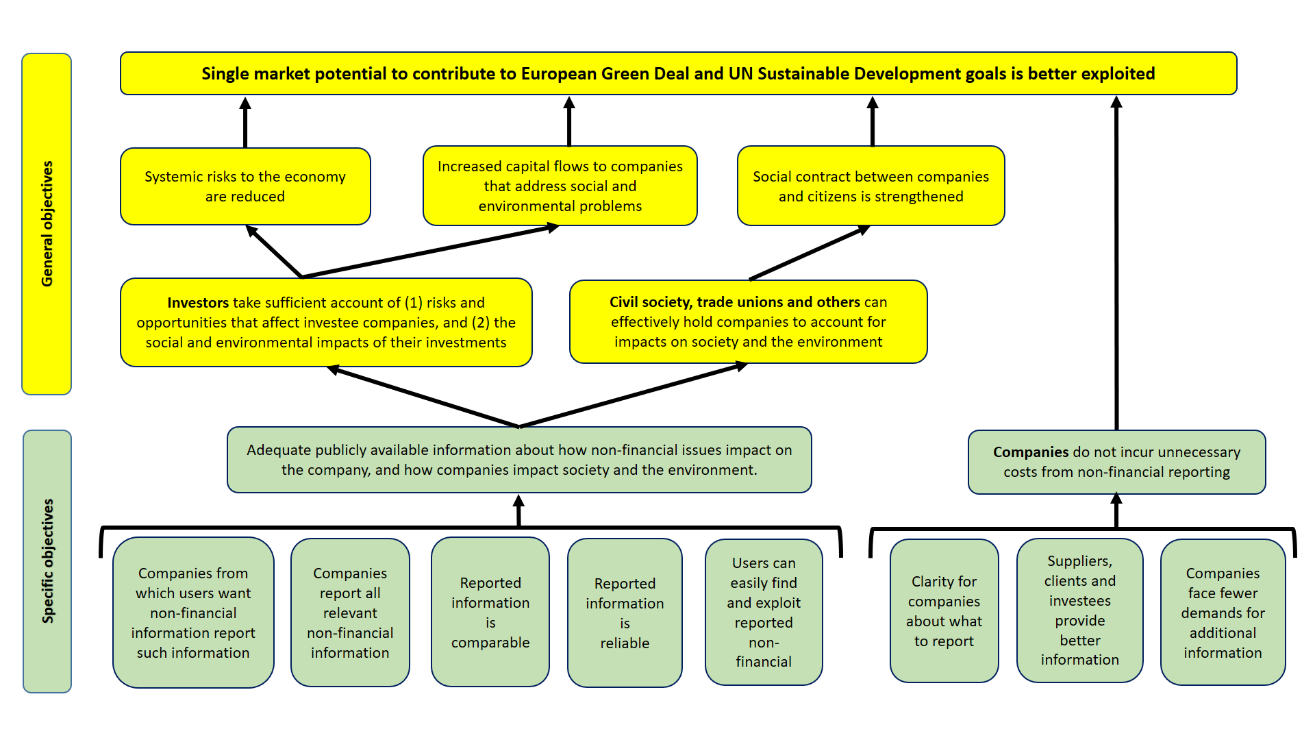 Single market potential to contribute to European Green Deal and UN Sustainable Development goals is better exploited
General objectives
Systemic risks to the economy
are reduced
Increased capital flows to companies
that address social and
environmental problems
Social contract between companies
and citizens is strengthened
Investors take sufficient account of (1) risks and
opportunities that affect investee companies, and (2) the
social and environmental impacts of their investments
Civil society, trade unions and others can
effectively hold companies to account for
impacts on society and the environment
Specific objectives
Adequate publicly available information about how non-financial issues impact on
the company, and how companies impact society and the environment.
Companies do not incur unnecessary
costs from non-financial reporting
Companies from
which users want
non-financial
information report
such information
Companies
report all
relevant
non-financial
information
Reported
information
is
comparable
Reported
information
is
reliable
Users can
easily find
and exploit
reported
non-
financial
Clarity for
companies
about what
to report
Suppliers,
clients and
investees
provide
better
information
Companies
face fewer
demands for
additional
information